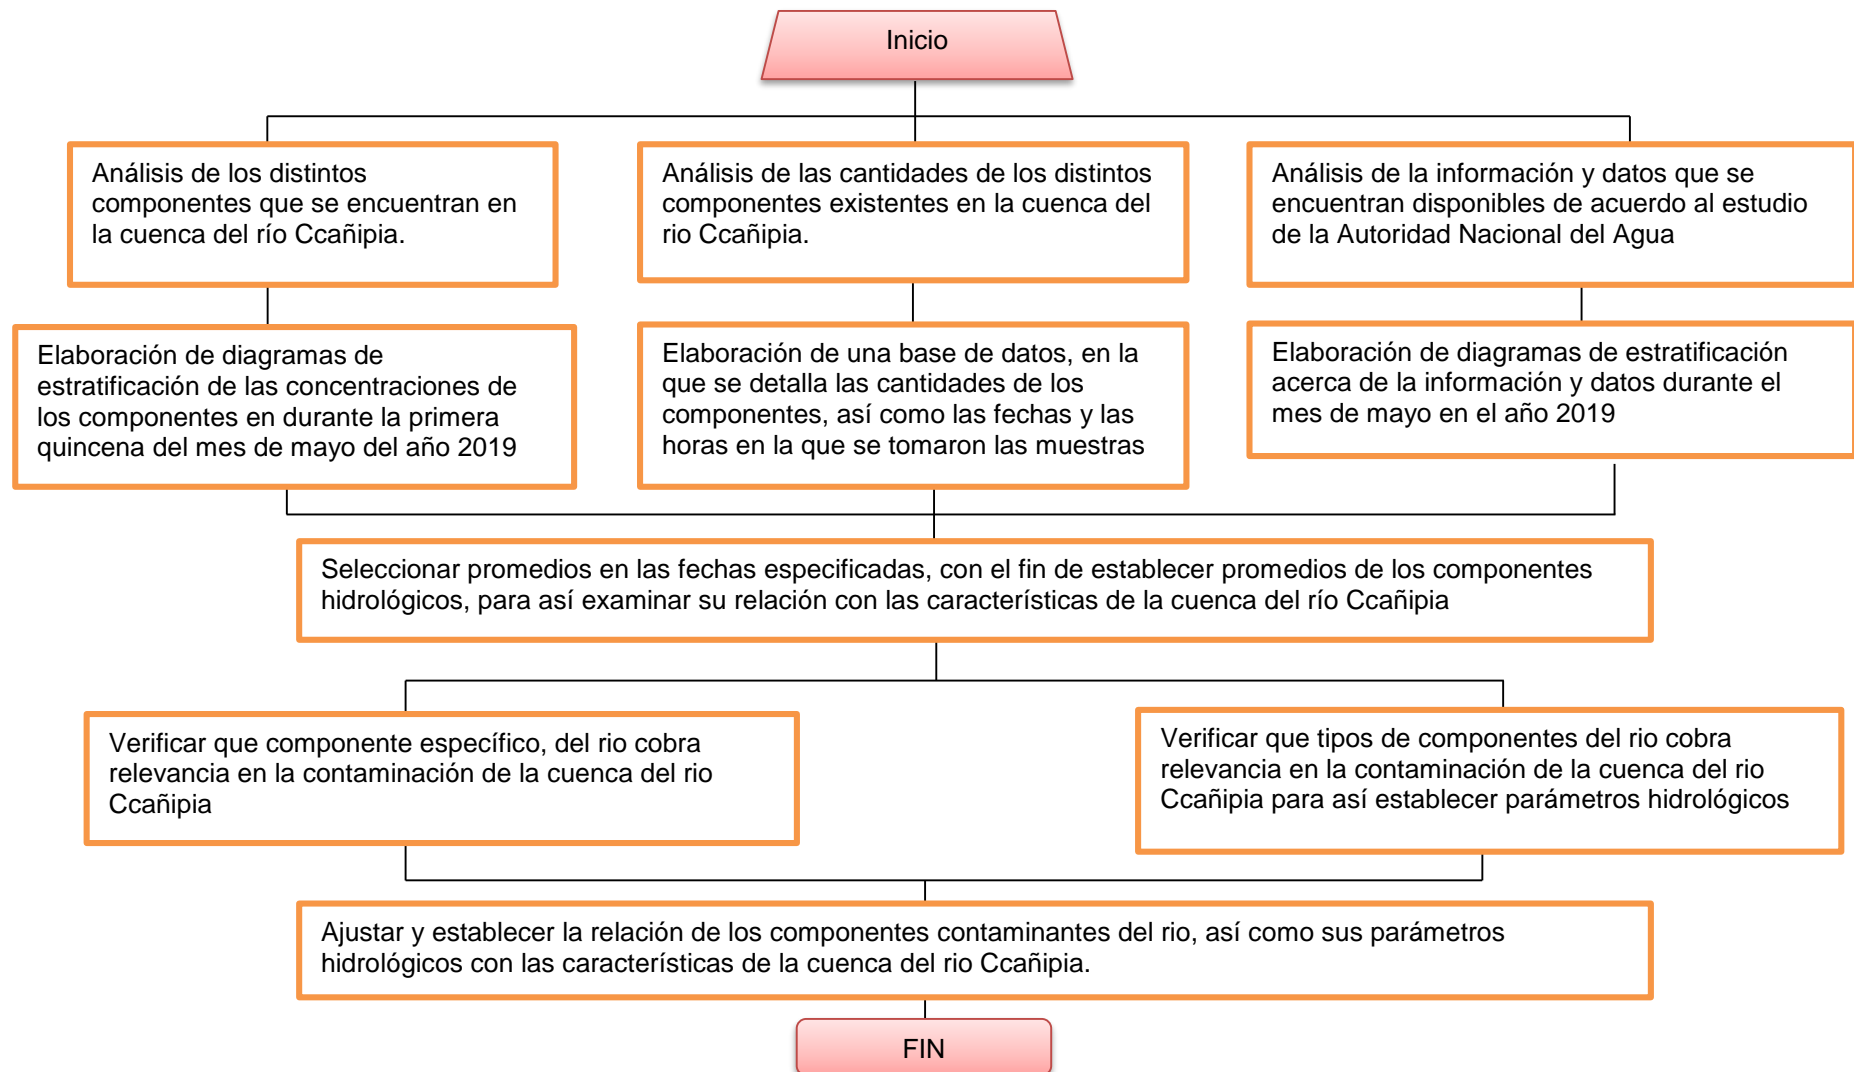 Inicio
Análisis de los distintos
componentes que se encuentran en
la cuenca del río Ccañipia.
Análisis de las cantidades de los distintos
componentes existentes en la cuenca del
rio Ccañipia.
Análisis de la información y datos que se
encuentran disponibles de acuerdo al estudio
de la Autoridad Nacional del Agua
Elaboración de diagramas de
estratificación de las concentraciones de
los componentes en durante la primera
quincena del mes de mayo del año 2019
Elaboración de una base de datos, en la
que se detalla las cantidades de los
componentes, así como las fechas y las
horas en la que se tomaron las muestras
Elaboración de diagramas de estratificación
acerca de la información y datos durante el
mes de mayo en el año 2019
Seleccionar promedios en las fechas especificadas, con el fin de establecer promedios de los componentes
hidrológicos, para así examinar su relación con las características de la cuenca del río Ccañipia
Verificar que componente específico, del rio cobra
relevancia en la contaminación de la cuenca del rio
Ccañipia
Verificar que tipos de componentes del rio cobra
relevancia en la contaminación de la cuenca del rio
Ccañipia para así establecer parámetros hidrológicos
Ajustar y establecer la relación de los componentes contaminantes del rio, así como sus parámetros
hidrológicos con las características de la cuenca del rio Ccañipia.
FIN